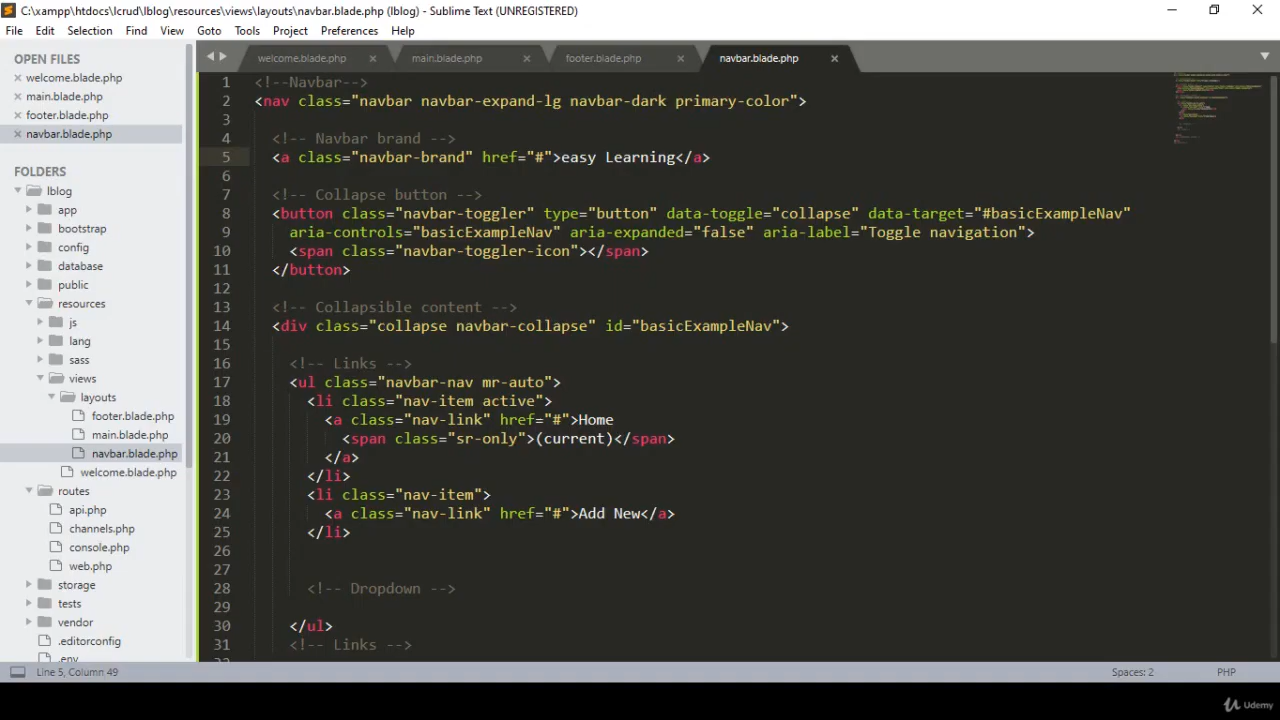 C:\xampp\htdocs\lcrud\lblog\resources\views\layouts\navbar.blade.php (lblog) - Sublime Text (UNREGISTERED)
File Edit Selection Find View Goto Tools Project Preferences Help
OPEN FILES
welcome.blade.php
main.blade.php
footer.blade.php
navbar.blade.php
FOLDERS
lblog
app
bootstrap
config
database
public
resources
js
lang
sass
views
layouts
footer.blade.php
main.blade.php
navbar.blade.php
welcome.blade.php
routes
api.php
channels.php
console.php
web.php
storage
tests
vendor
.editorconfig
.env
welcome.blade.php main.blade.php footer.blade.php navbar.blade.php
1 <!--Navbar-->
2 <nav class="navbar navbar-expand-lg navbar-dark primary-color">
3
4 <!-- Navbar brand -->
5 <a class="navbar-brand" href="#">easy Learning</a>
6
7 <!-- Collapse button -->
8 <button class="navbar-toggler" type="button" data-toggle="collapse" data-target="#basicExampleNav"
9 aria-controls="basicExampleNav" aria-expanded="false" aria-label="Toggle navigation">
10 <span class="navbar-toggler-icon"></span>
11 </button>
12
13 <!-- Collapsible content -->
14 <div class="collapse navbar-collapse" id="basicExampleNav">
15
16 <!-- Links -->
17 <ul class="navbar-nav mr-auto">
18 <li class="nav-item active">
19 <a class="nav-link" href="#">Home
20 <span class="sr-only">(current)</span>
21 </a>
22 </li>
23 <li class="nav-item">
24 <a class="nav-link" href="#">Add New</a>
25 </li>
26
27
28 <!-- Dropdown -->
29
30 </ul>
31 <!-- Links -->
Line 5, Column 49 Spaces: 2 PHP
Udemy